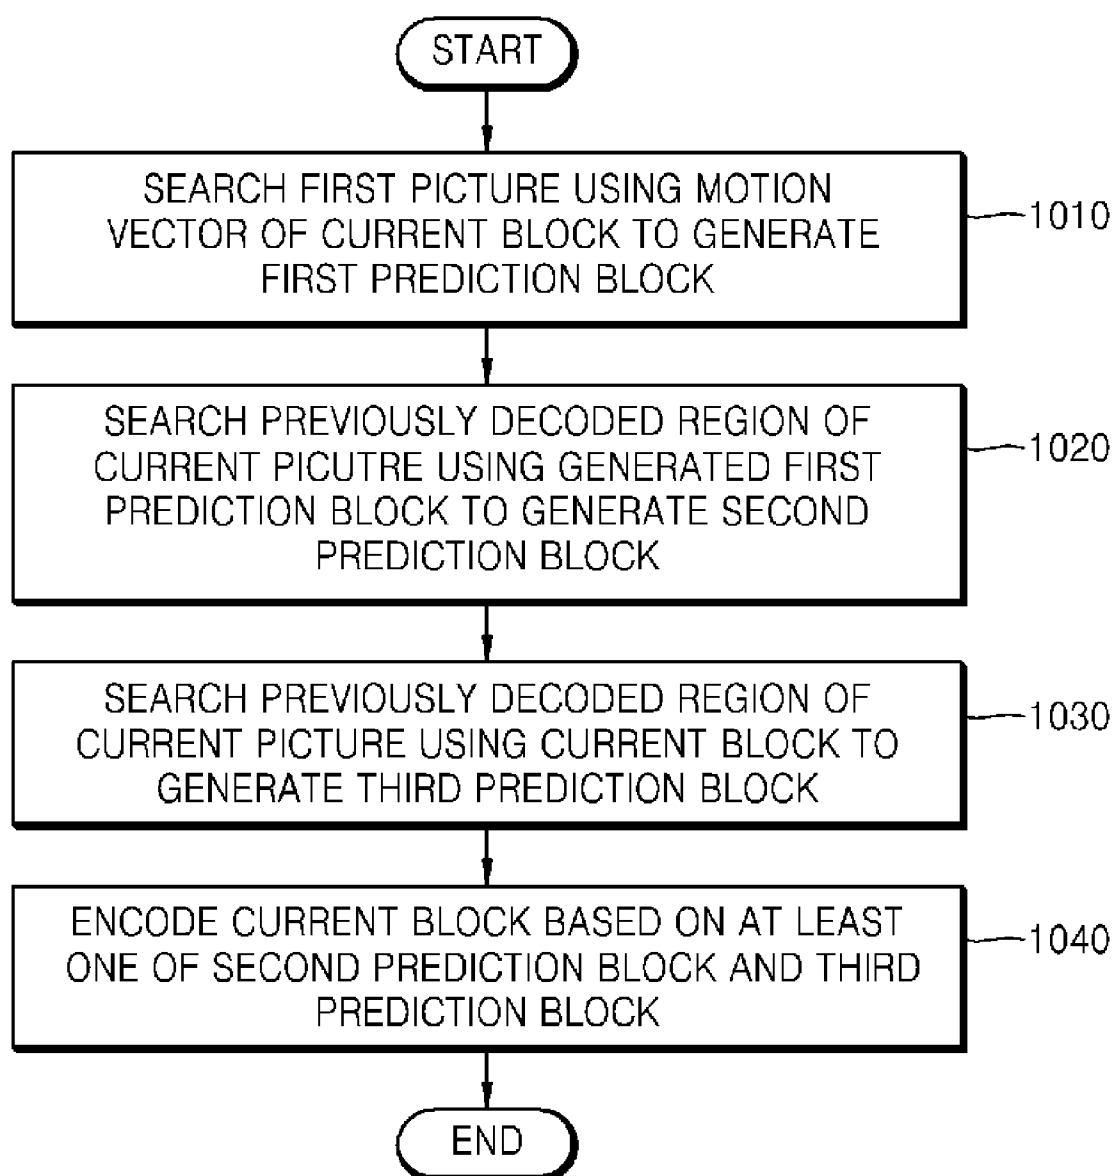 START
SEARCH FIRST PICTURE USING MOTION
VECTOR OF CURRENT BLOCK TO GENERATE
FIRST PREDICTION BLOCK
1010
SEARCH PREVIOUSLY DECODED REGION OF
CURRENT PICUTRE USING GENERATED FIRST
PREDICTION BLOCK TO GENERATE SECOND
PREDICTION BLOCK
1020
SEARCH PREVIOUSLY DECODED REGION OF
CURRENT PICTURE USING CURRENT BLOCK TO
GENERATE THIRD PREDICTION BLOCK
1030
ENCODE CURRENT BLOCK BASED ON AT LEAST
ONE OF SECOND PREDICTION BLOCK AND THIRD
PREDICTION BLOCK
1040
END